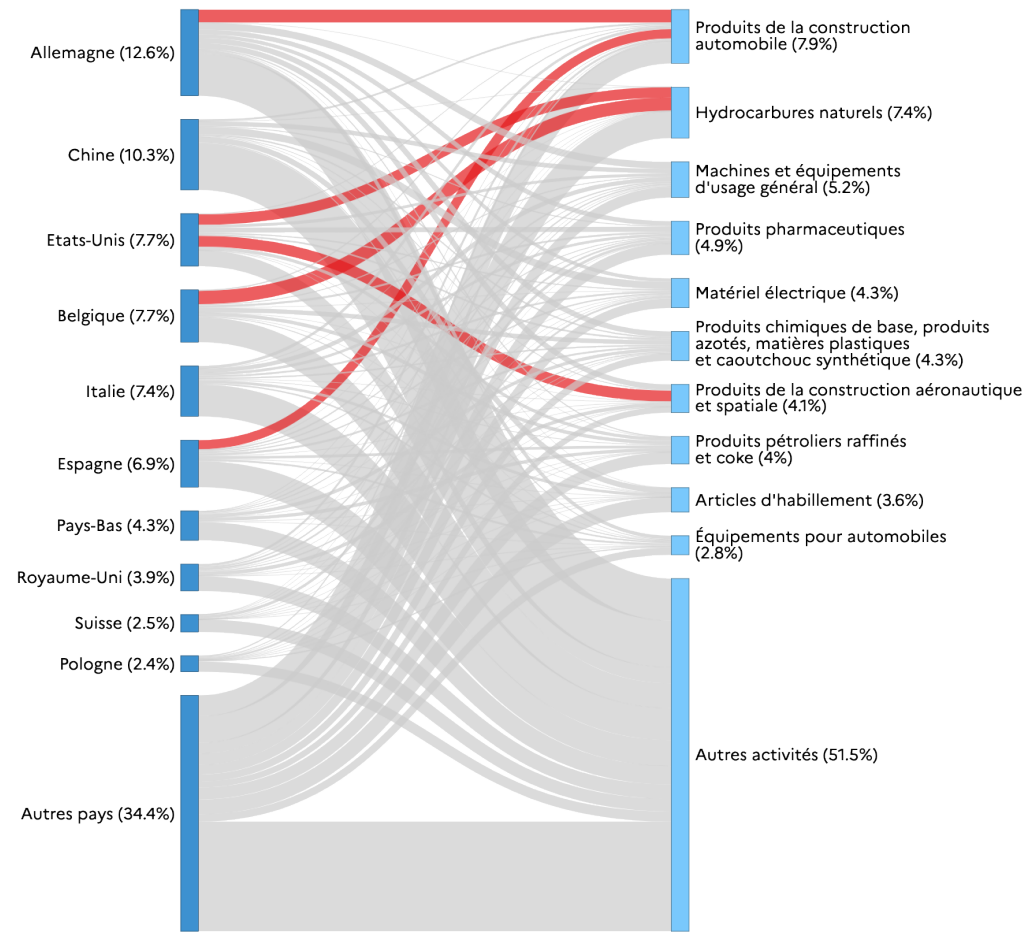 Allemagne (12.6%)
Chine (10.3%)
Etats-Unis (7.7%)
Belgique (7.7%)
Italie (7.4%)
Espagne (6.9%)
Pays-Bas (4.3%)
Royaume-Uni (3.9%)
Suisse (2.5%)
Pologne (2.4%)
Autres pays (34.4%)
Produits de la construction
automobile (7.9%)
Hydrocarbures naturels (7.4%)
Machines et équipements
d'usage général (5.2%)
Produits pharmaceutiques
(4.9%)
Matériel électrique (4.3%)
Produits chimiques de base, produits
azotés, matières plastiques
et caoutchouc synthétique (4.3%)
Produits de la construction aéronautique
et spatiale (4.1%)
Produits pétroliers raffinés
et coke (4%)
Articles d'habillement (3.6%)
Équipements pour automobiles
(2.8%)
Autres activités (51.5%)